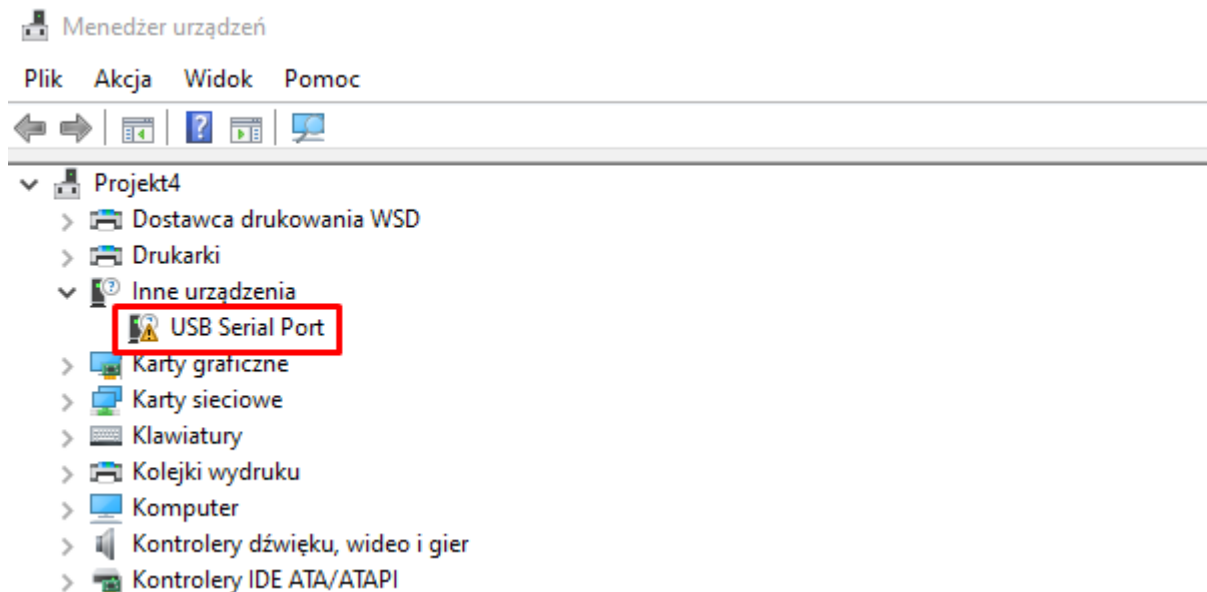 Menedżer urządzeń
Plik Akcja Widok Pomoc
Projekt4
Dostawca drukowania WSD
Drukarki
Inne urządzenia
USB Serial Port
Karty graficzne
Karty sieciowe
Klawiatury
Kolejki wydruku
Komputer
Kontrolery dźwięku, wideo i gier
Kontrolery IDE ATA/ATAPI